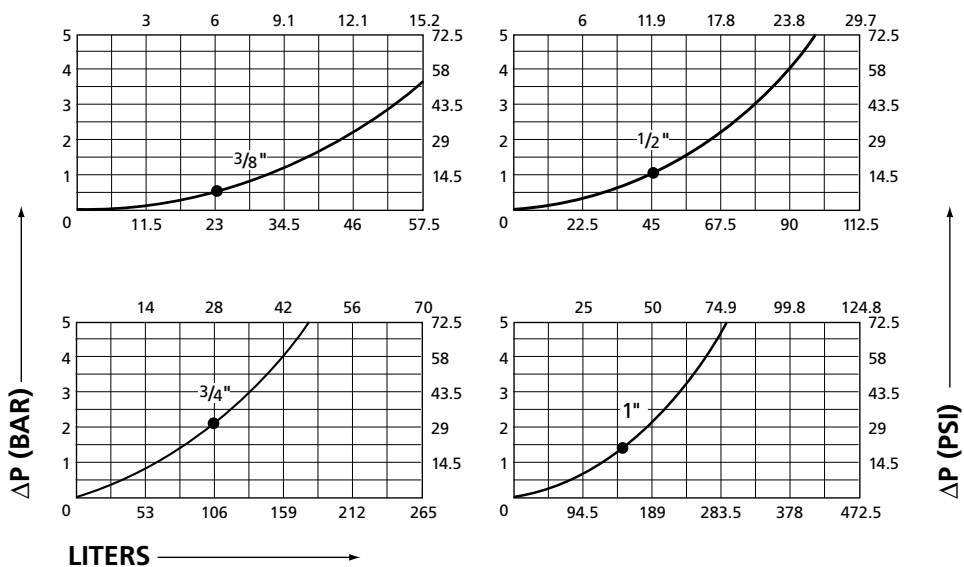 3 6 9.1 12.1 15.2
5 72.5
4 58
3 43.5
2 29
3/8"
1 14.5
0
11.5 23 34.5 46 57.5
6 11.9 17.8 23.8 29.7
5 72.5
4 58
3 43.5
2 29
1/2"
1 14.5
0
22.5 45 67.5 90 112.5
14 28 42 56 70
5 72.5
4 58
3 43.5
3/4"
2 29
1 14.5
0
53 106 159 212 265
25 50 74.9 99.8 124.8
5 72.5
4 58
3 43.5
1"
2 29
1 14.5
0
94.5 189 283.5 378 472.5
ΔP (BAR)
ΔP (PSI)
LITERS